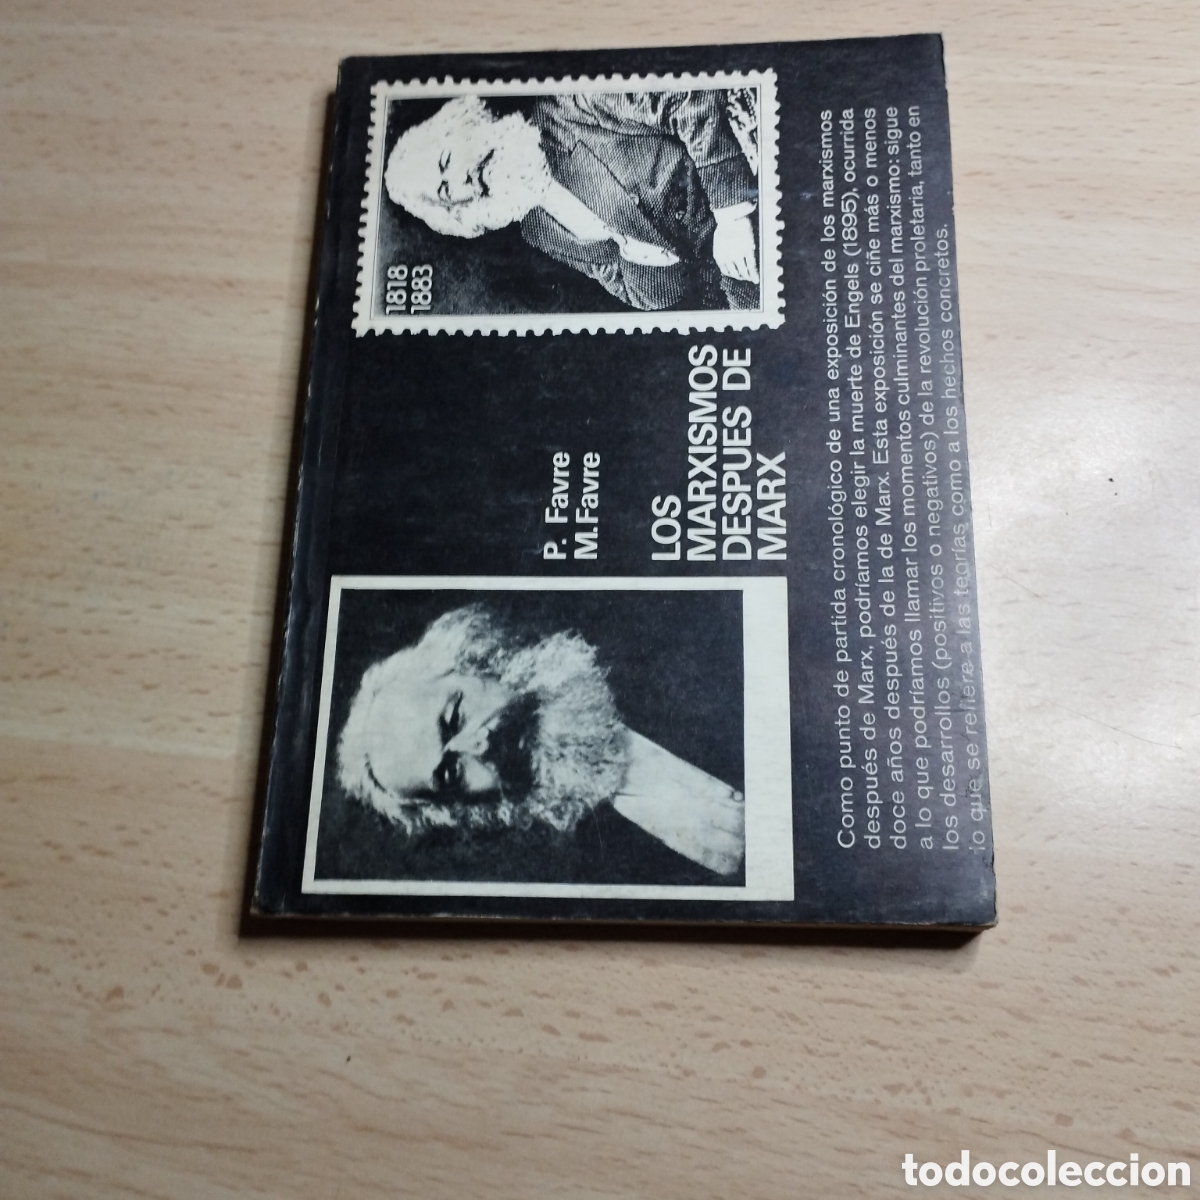 1818
1883
P. Favre
M. Favre
LOS
MARXISMOS
DESPUES DE
MARX
Como punto de partida cronológico de una exposición de los marxismos
después de Marx, podríamos elegir la muerte de Engels (1895), ocurrida
doce años después de la de Marx. Esta exposición se ciñe más o menos
a lo que podríamos llamar los momentos culminantes del marxismo: sigue
los desarrollos (positivos o negativos) de la revolución proletaria, tanto en
lo que se refiere a las teorías como a los hechos concretos.
todocoleccion